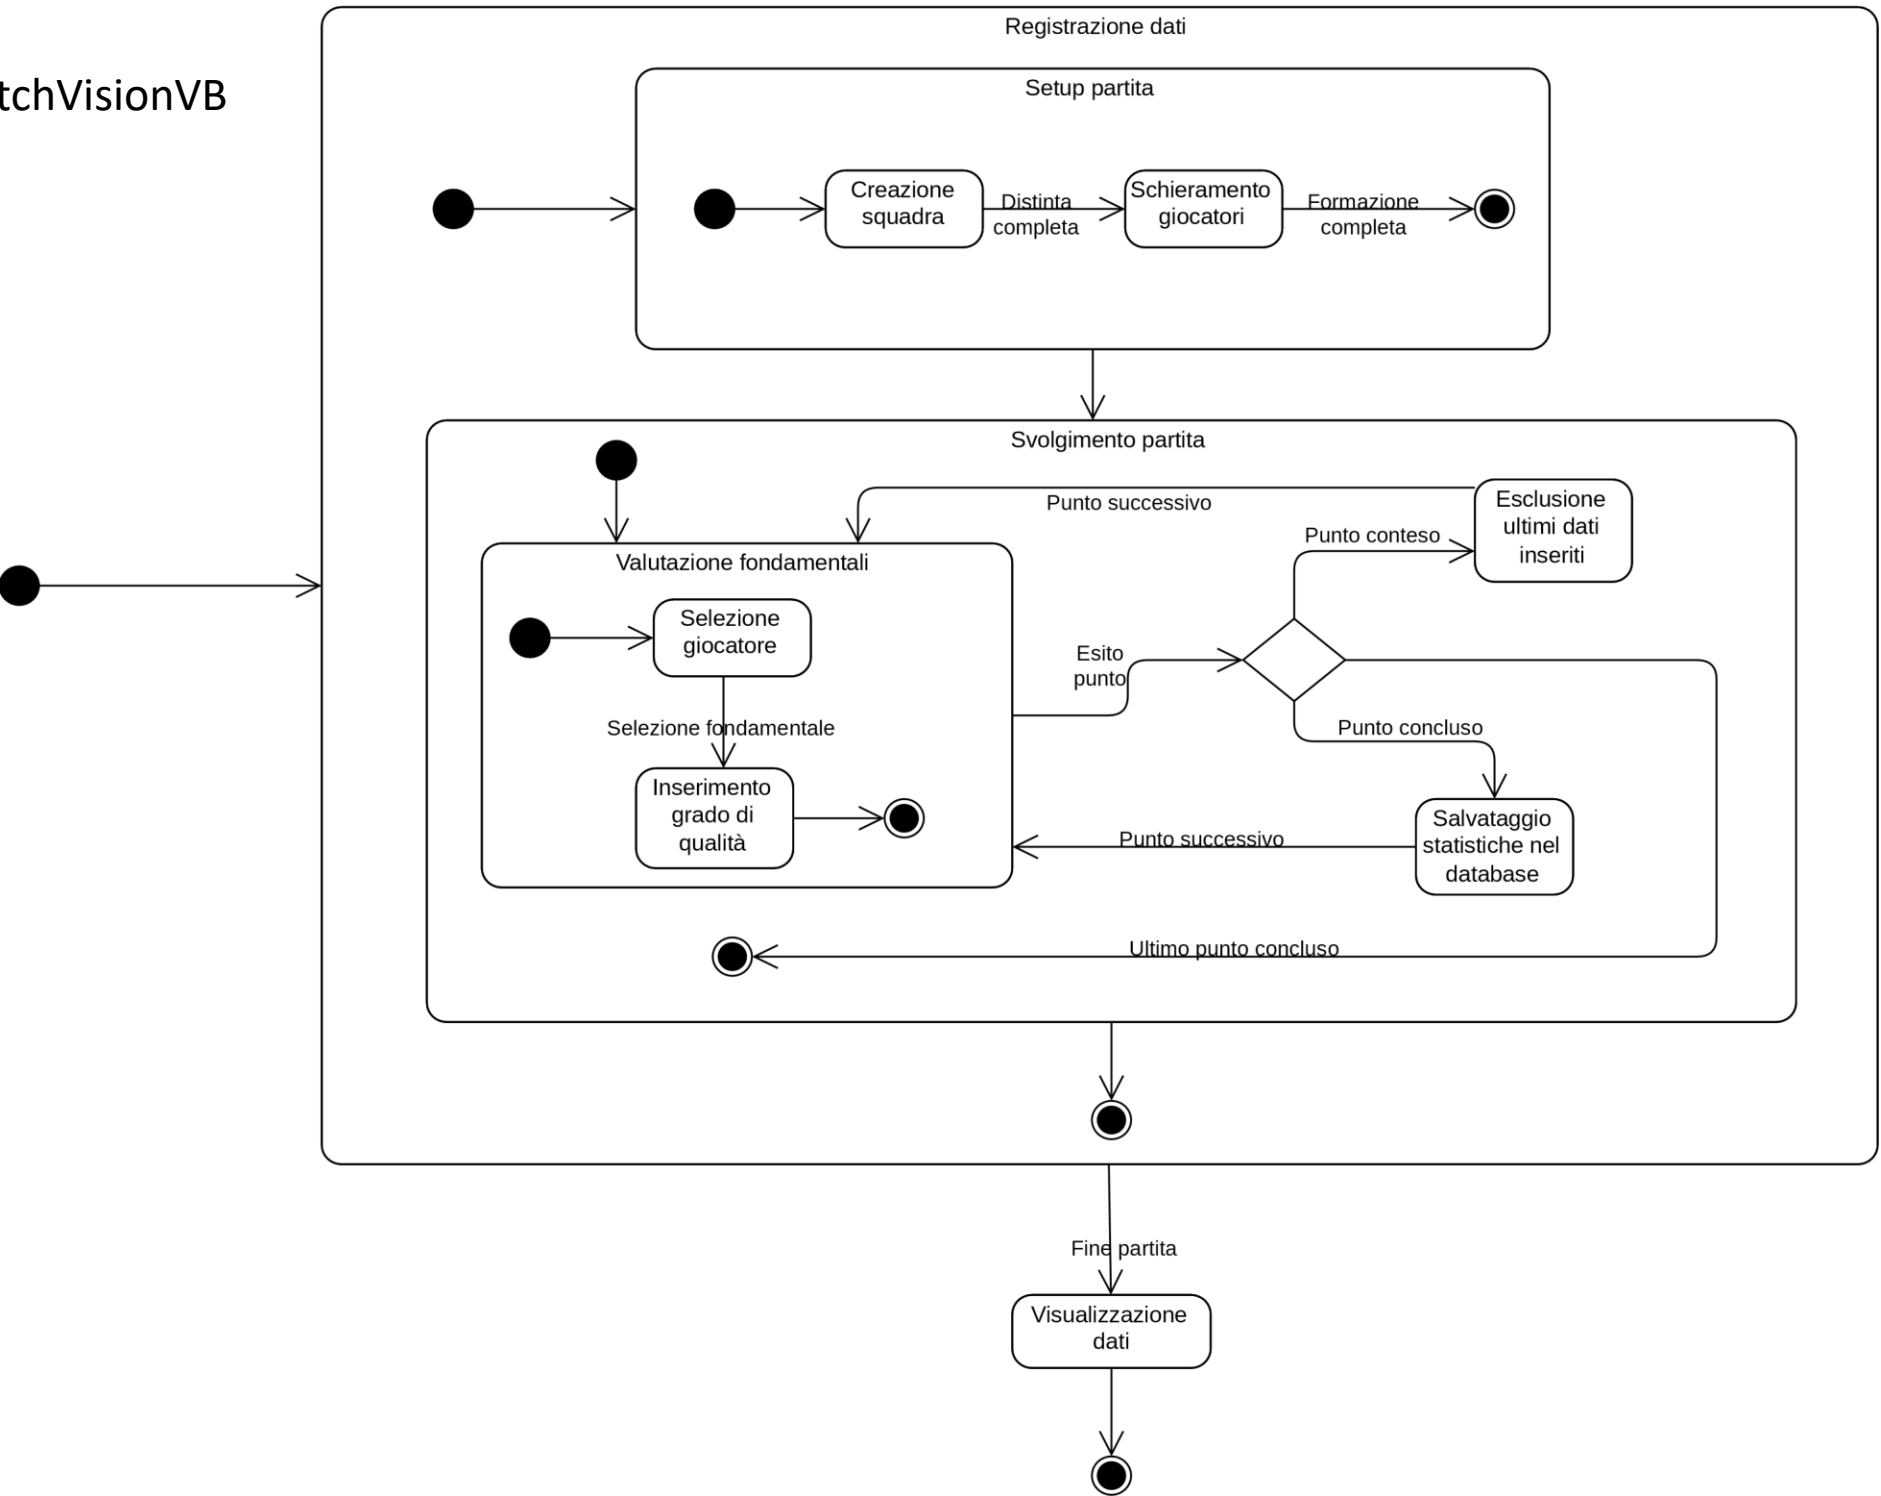 Registrazione dati
tchVisionVB
Setup partita
Creazione
squadra
Distinta
completa
Schieramento
giocatori
Formazione
completa
Svolgimento partita
Punto successivo
Esclusione
ultimi dati
inseriti
Punto conteso
Valutazione fondamentali
Selezione
giocatore
Esito
punto
Selezione fondamentale
Punto concluso
Inserimento
grado di
qualità
Punto successivo
Salvataggio
statistiche nel
database
Ultimo punto concluso
Fine partita
Visualizzazione
dati